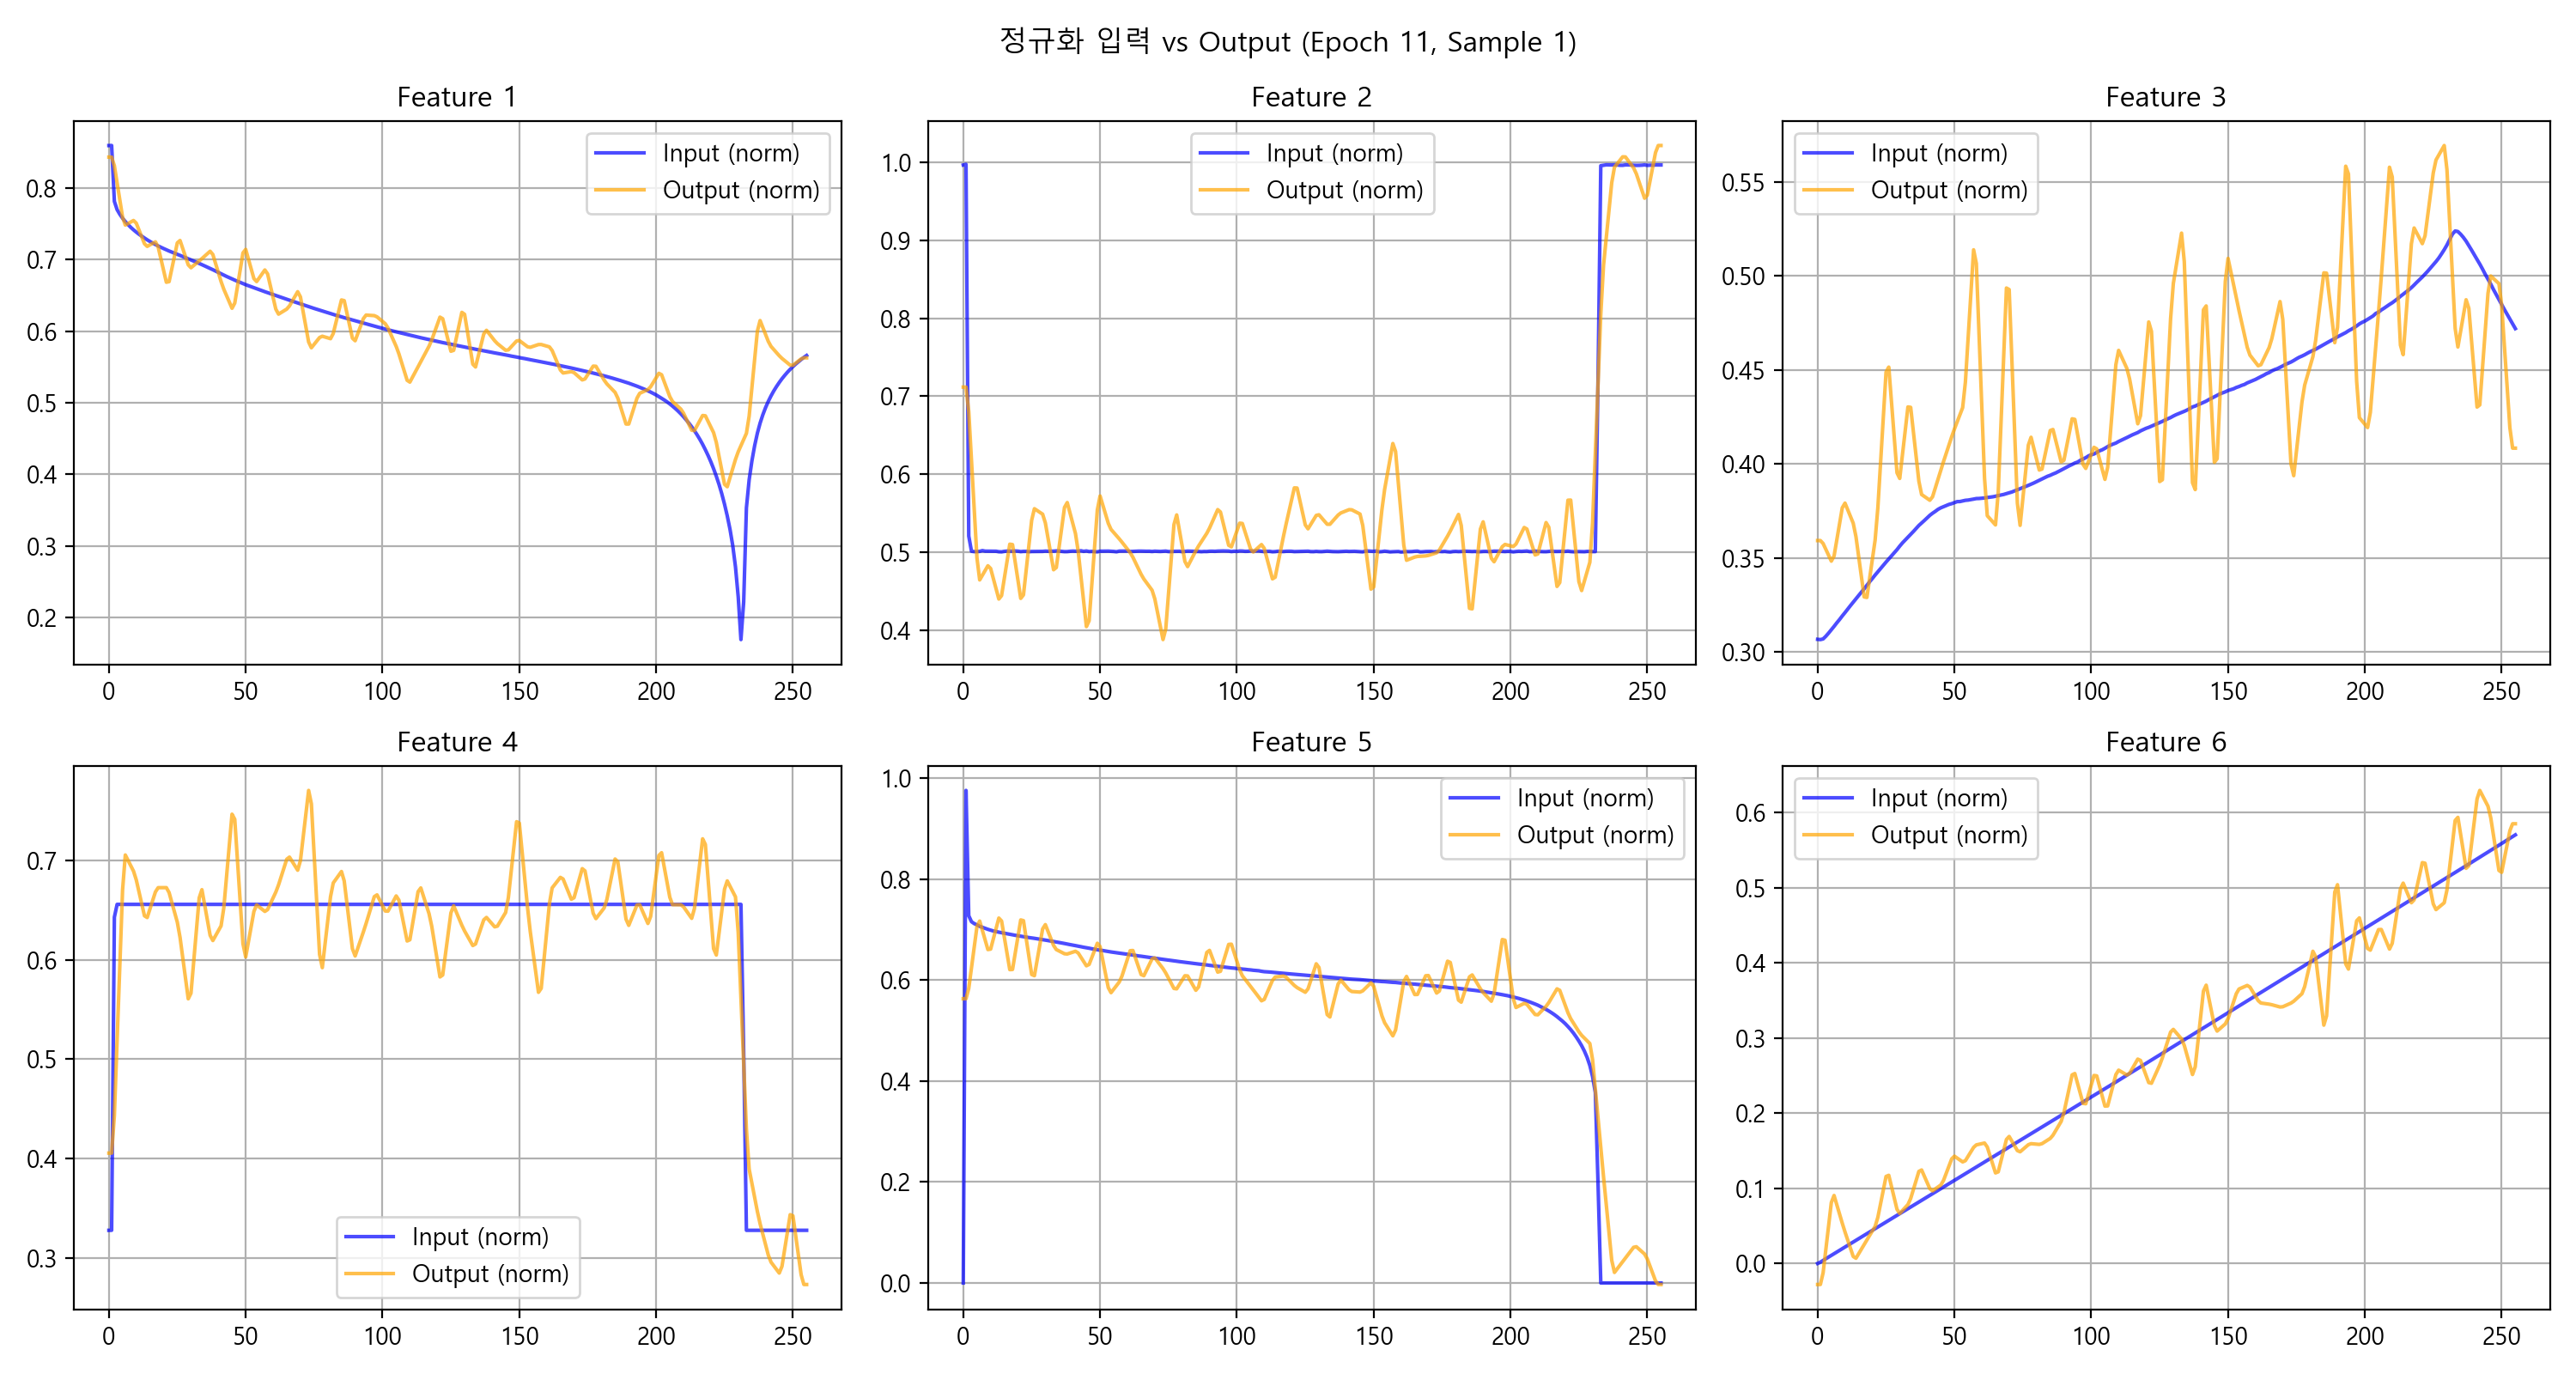 정규화 입력 vs Output (Epoch 11, Sample 1)
Feature 1
Input (norm)
Output (norm)
0.8
0.7
0.6
0.5
0.4
0.3
0.2
0 50 100 150 200 250
Feature 2
Input (norm)
Output (norm)
1.0
0.9
0.8
0.7
0.6
0.5
0.4
0 50 100 150 200 250
Feature 3
Input (norm)
Output (norm)
0.55
0.50
0.45
0.40
0.35
0.30
0 50 100 150 200 250
Feature 4
0.7
0.6
0.5
0.4
0.3
Input (norm)
Output (norm)
0 50 100 150 200 250
Feature 5
Input (norm)
Output (norm)
1.0
0.8
0.6
0.4
0.2
0.0
0 50 100 150 200 250
Feature 6
Input (norm)
Output (norm)
0.6
0.5
0.4
0.3
0.2
0.1
0.0
0 50 100 150 200 250